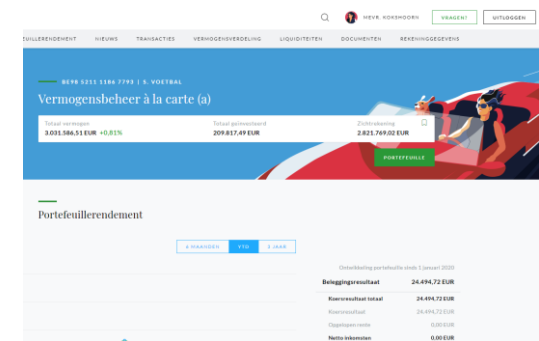 MEVR. KOKSHOORN VRAGEN? UITLOGGEN
EUILLERENDEMENT NIEUWS TRANSACTIES VERMOGENSVERDELING LIQUIDITEITEN DOCUMENTEN REKENINGGEGEVENS
BE98 5211 1186 7793 | S. VOETBAL
Vermogensbeheer à la carte (a)
Totaal vermogen Totaal geïnvesteerd Zichtrekening
3.031.586,51 EUR +0,81% 209.817,49 EUR 2.821.769,02 EUR
PORTEFEUILLE
Portefeuillerendement
6 MAANDEN YTD 1 JAAR
Ontwikkeling portefeuille sinds 1 januari 2020
Beleggingsresultaat 24.494,72 EUR
Koersresultaat totaal 24.494,72 EUR
Koersresultaat 24.494,72 EUR
Opgelopen rente 0,00 EUR
Netto inkomsten 0,00 EUR